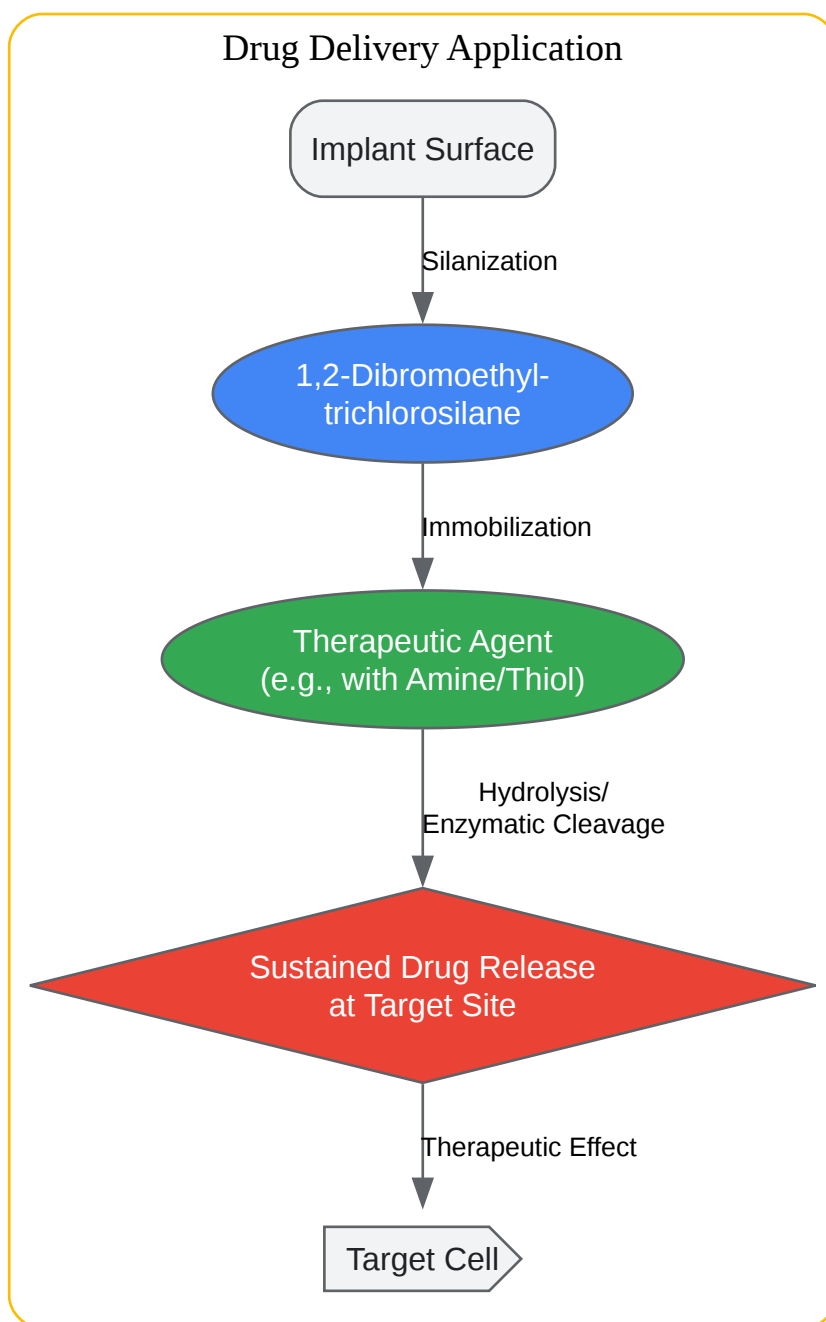 Drug Delivery Application
Implant Surface
Silanization
1,2-Dibromoethyl-
trichlorosilane
Immobilization
Therapeutic Agent
(e.g., with Amine/Thiol)
Hydrolysis/
Enzymatic Cleavage
Sustained Drug Release
at Target Site
Therapeutic Effect
Target Cell